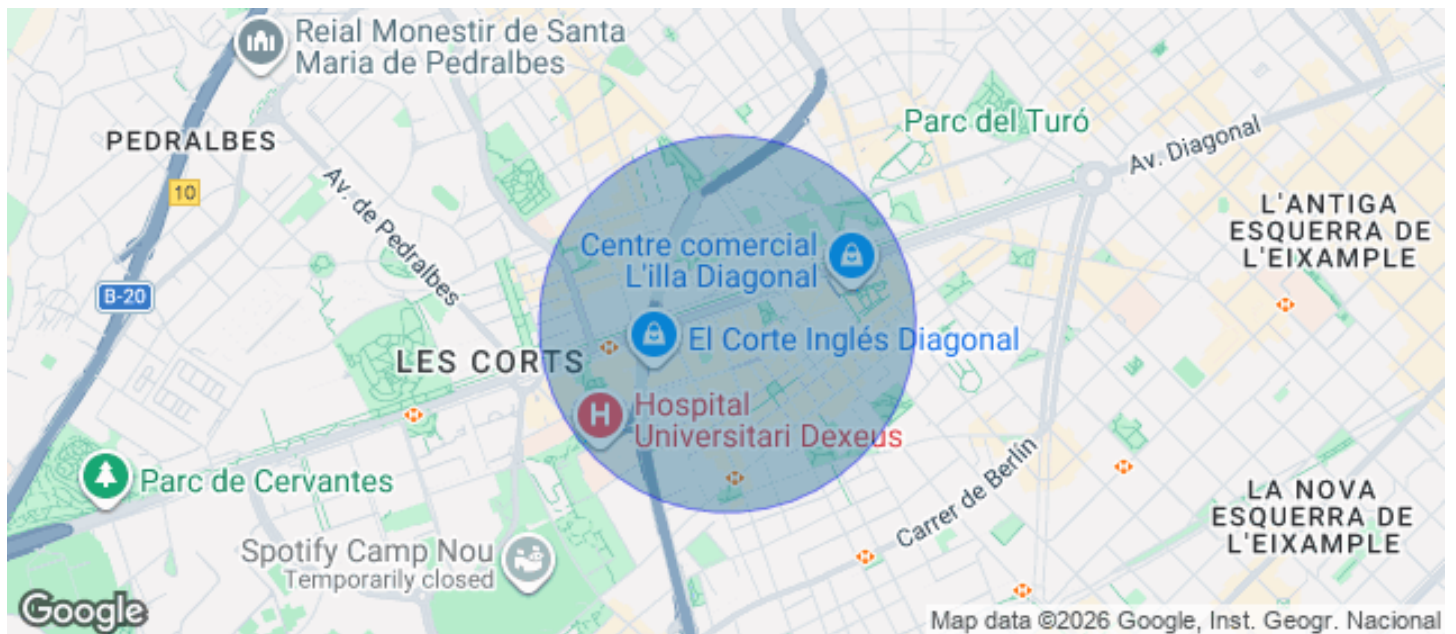 Reial Monestir de Santa
Maria de Pedralbes
PEDRALBES
10
Av. de Pedralbes
B-20
Parc del Turó
Av. Diagonal
L'ANTIGA
ESQUERRA DE
L'EIXAMPLE
Centre comercial
L'illa Diagonal
El Corte Inglés Diagonal
LES CORTS
H
Hospital
Universitari Dexeus
Parc de Cervantes
Carrer de Berlín
LA NOVA
ESQUERRA DE
L'EIXAMPLE
Spotify Camp Nou
Temporarily closed
Google
Map data ©2026 Google, Inst. Geogr. Nacional